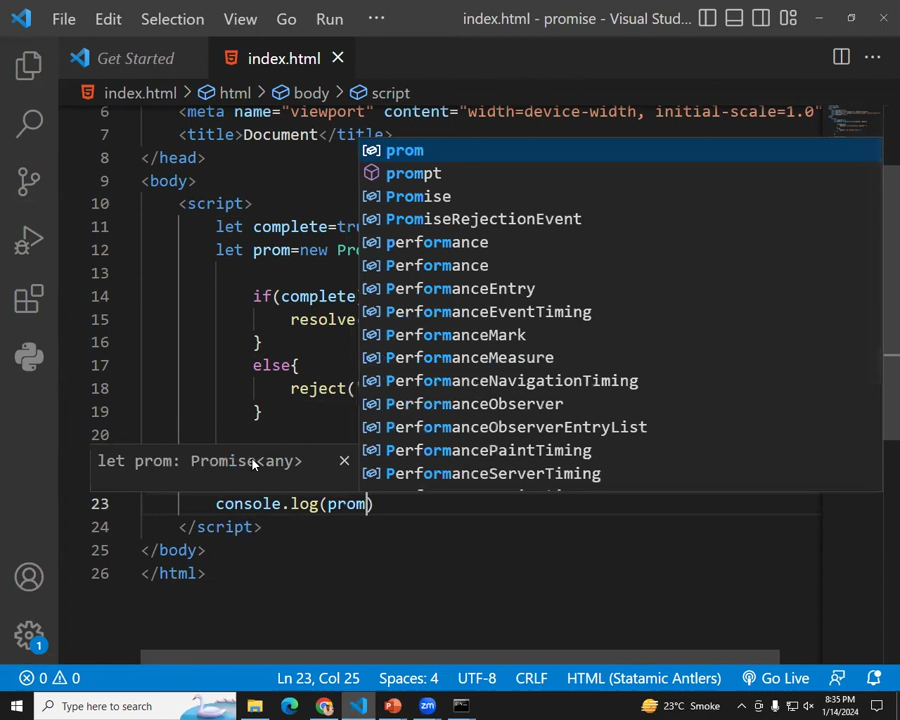 File Edit Selection View Go Run ··· index.html - promise - Visual Stud...
Get Started index.html
index.html > html > body > script
6 <meta name="viewport" content="width=device-width, initial-scale=1.0"
7 <title>Document</title>
8 </head>
9 <body>
10 <script>
11 let complete=tru
12 let prom=new Pro
13
14 if(complete)
15 resolve
16 }
17 else{
18 reject('
19 }
20
prom
prompt
Promise
PromiseRejectionEvent
performance
Performance
PerformanceEntry
PerformanceEventTiming
PerformanceMark
PerformanceMeasure
PerformanceNavigationTiming
PerformanceObserver
PerformanceObserverEntryList
PerformancePaintTiming
PerformanceServerTiming
let prom: Promise<any>
23 console.log(prom)
24 </script>
25 </body>
26 </html>
1
0 0 Ln 23, Col 25 Spaces: 4 UTF-8 CRLF HTML (Statamic Antlers) Go Live
Type here to search 23°C Smoke 8:35 PM
1/14/2024